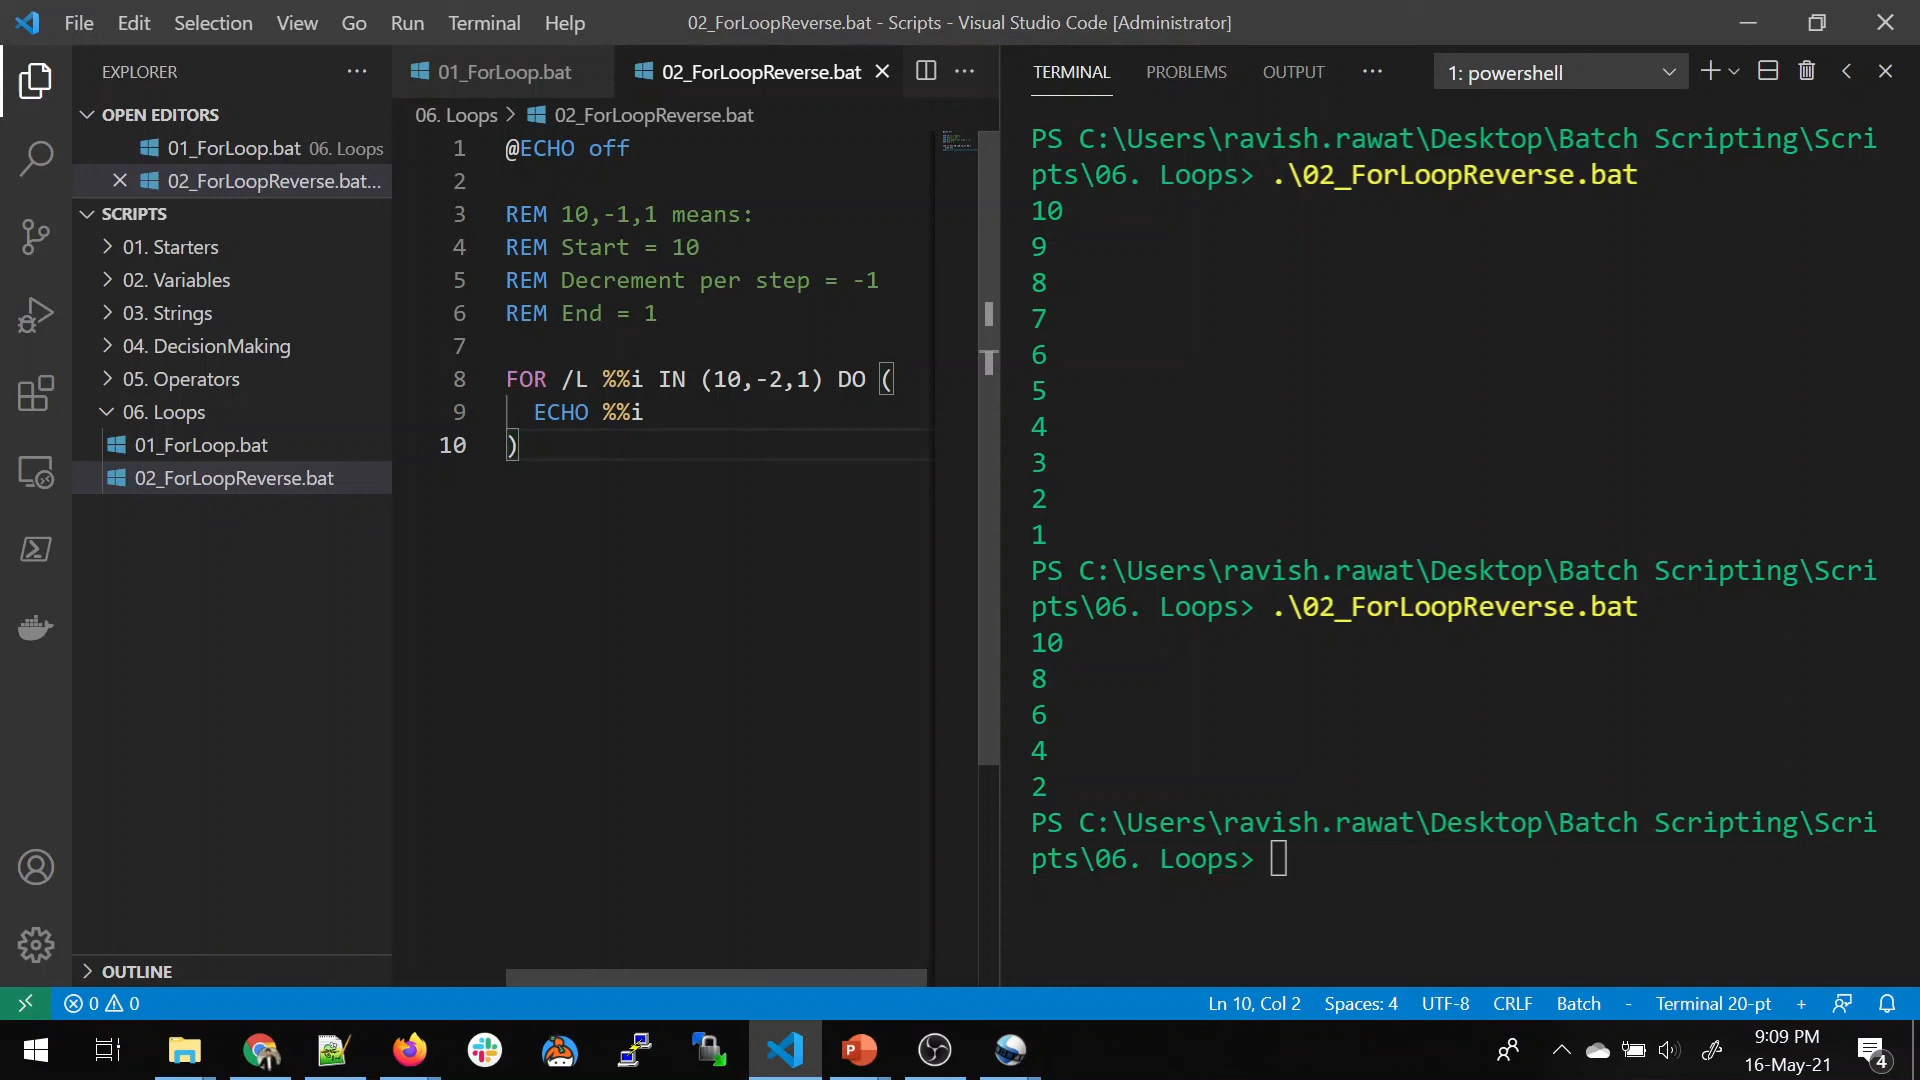 File Edit Selection View Go Run Terminal Help
02_ForLoopReverse.bat - Scripts - Visual Studio Code [Administrator]
EXPLORER
OPEN EDITORS
01_ForLoop.bat 06. Loops
02_ForLoopReverse.bat...
SCRIPTS
01. Starters
02. Variables
03. Strings
04. DecisionMaking
05. Operators
06. Loops
01_ForLoop.bat
02_ForLoopReverse.bat
OUTLINE
01_ForLoop.bat
02_ForLoopReverse.bat
06. Loops > 02_ForLoopReverse.bat
1 @ECHO off
2
3 REM 10,-1,1 means:
4 REM Start = 10
5 REM Decrement per step = -1
6 REM End = 1
7
8 FOR /L %%i IN (10,-2,1) DO (
9 ECHO %%i
10 )
TERMINAL PROBLEMS OUTPUT
1: powershell
PS C:\Users\ravish.rawat\Desktop\Batch Scripting\Scri
pts\06. Loops> .\02_ForLoopReverse.bat
10
9
8
7
6
5
4
3
2
1
PS C:\Users\ravish.rawat\Desktop\Batch Scripting\Scri
pts\06. Loops> .\02_ForLoopReverse.bat
10
8
6
4
2
PS C:\Users\ravish.rawat\Desktop\Batch Scripting\Scri
pts\06. Loops>
0 0
Ln 10, Col 2 Spaces: 4 UTF-8 CRLF Batch - Terminal 20-pt +
9:09 PM
16-May-21
4